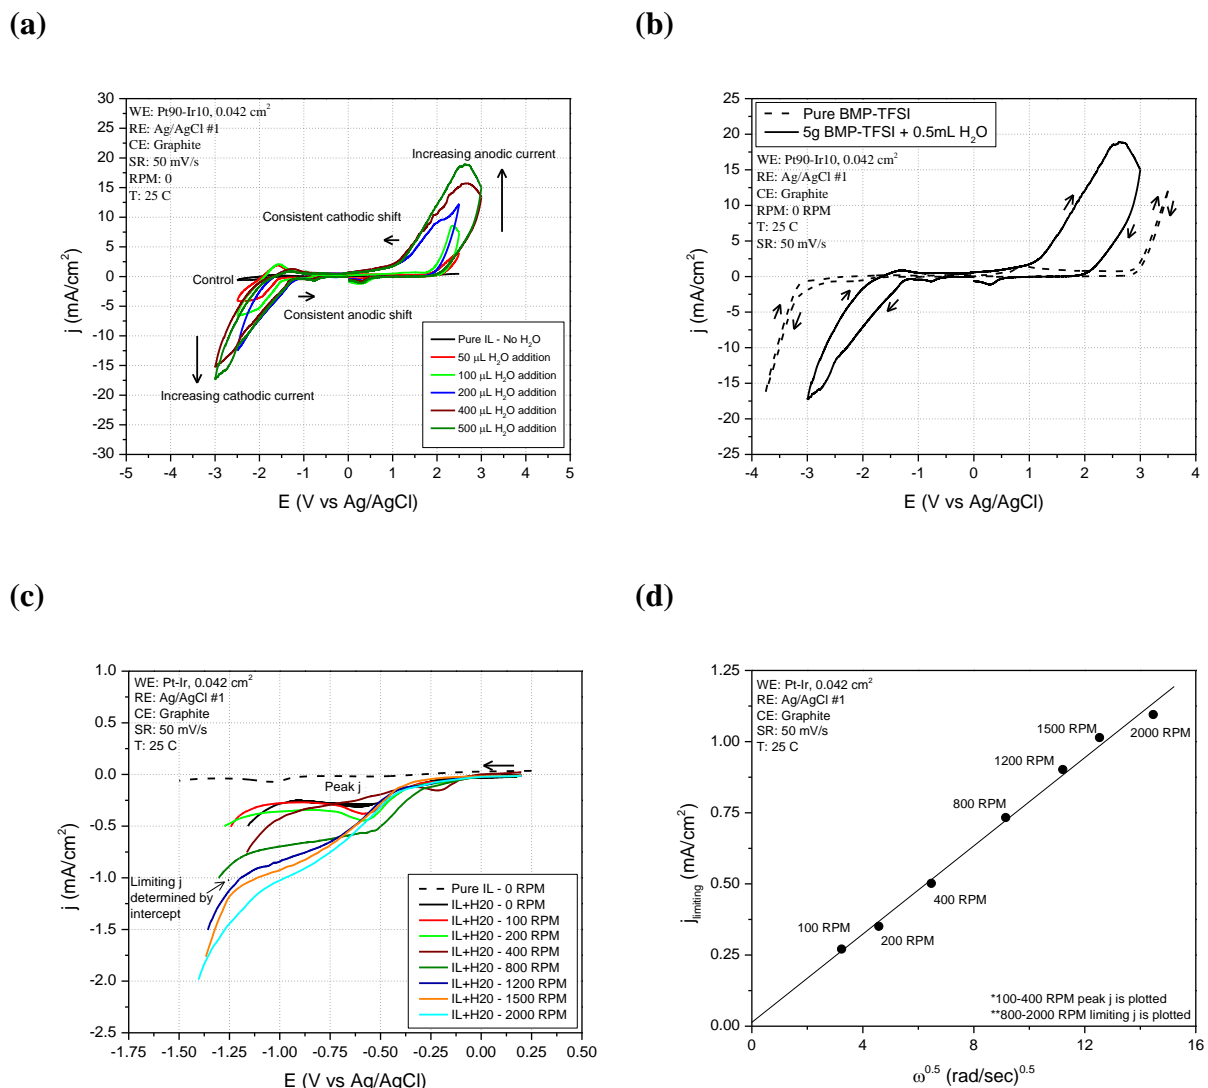 (a)
WE: Pt90-Ir10, 0.042 cm²
RE: Ag/AgCl #1
CE: Graphite
SR: 50 mV/s
RPM: 0
T: 25 C
Increasing anodic current
Consistent cathodic shift
Control
Consistent anodic shift
Increasing cathodic current
Pure IL - No H₂O
50 μL H₂O addition
100 μL H₂O addition
200 μL H₂O addition
400 μL H₂O addition
500 μL H₂O addition
30
25
20
15
10
5
0
-5
-10
-15
-20
-25
-30
-5 -4 -3 -2 -1 0 1 2 3 4 5
j (mA/cm²)
E (V vs Ag/AgCl)
(b)
Pure BMP-TFSI
5g BMP-TFSI + 0.5mL H₂O
WE: Pt90-Ir10, 0.042 cm²
RE: Ag/AgCl #1
CE: Graphite
RPM: 0 RPM
T: 25 C
SR: 50 mV/s
25
20
15
10
5
0
-5
-10
-15
-20
-25
-4 -3 -2 -1 0 1 2 3 4
j (mA/cm²)
E (V vs Ag/AgCl)
(c)
WE: Pt-Ir, 0.042 cm²
RE: Ag/AgCl #1
CE: Graphite
SR: 50 mV/s
T: 25 C
Peak j
Limiting j
determined by
intercept
Pure IL - 0 RPM
IL+H20 - 0 RPM
IL+H20 - 100 RPM
IL+H20 - 200 RPM
IL+H20 - 400 RPM
IL+H20 - 800 RPM
IL+H20 - 1200 RPM
IL+H20 - 1500 RPM
IL+H20 - 2000 RPM
1.0
0.5
0.0
-0.5
-1.0
-1.5
-2.0
-2.5
-1.75 -1.50 -1.25 -1.00 -0.75 -0.50 -0.25 0.00 0.25 0.50
j (mA/cm²)
E (V vs Ag/AgCl)
(d)
WE: Pt-Ir, 0.042 cm²
RE: Ag/AgCl #1
CE: Graphite
SR: 50 mV/s
T: 25 C
1500 RPM
2000 RPM
1200 RPM
800 RPM
400 RPM
100 RPM
200 RPM
*100-400 RPM peak j is plotted
**800-2000 RPM limiting j is plotted
1.25
1.00
0.75
0.50
0.25
0.00
0 4 8 12 16
j_limiting (mA/cm²)
ω^0.5 (rad/sec)^0.5